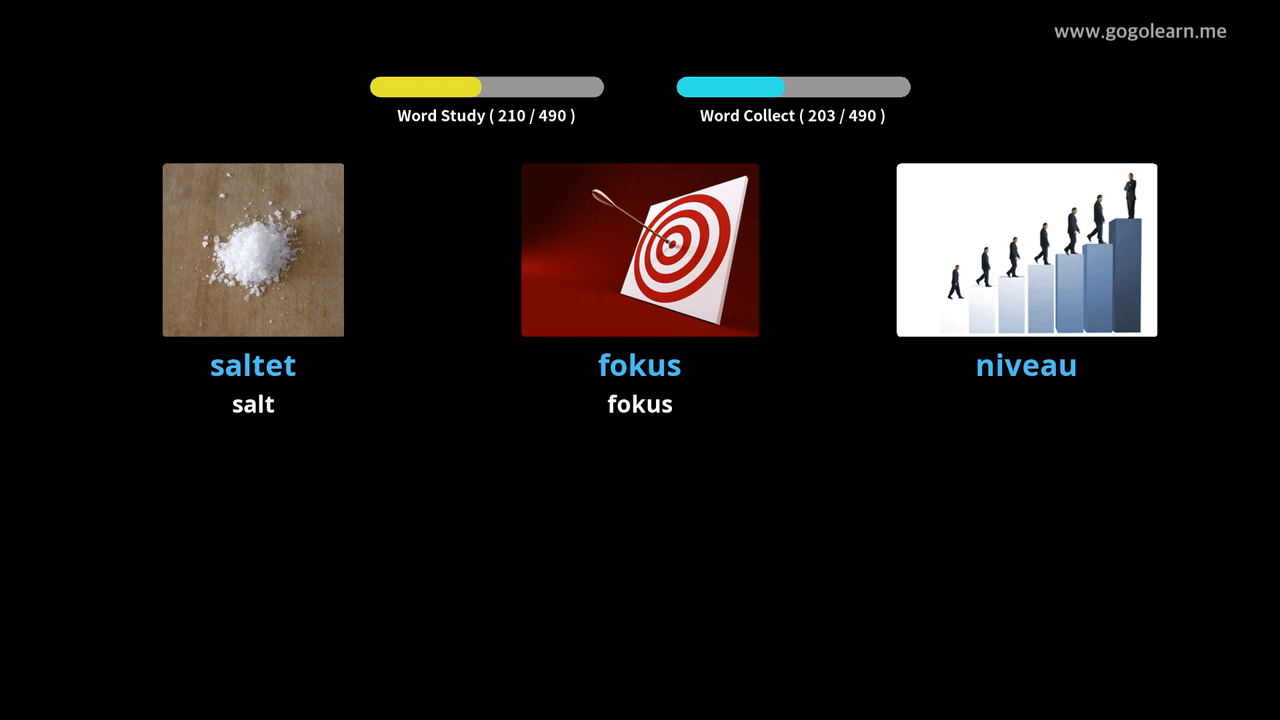 www.gogolearn.me
Word Study ( 210 / 490 )
Word Collect ( 203 / 490 )
saltet
fokus
niveau
salt
fokus